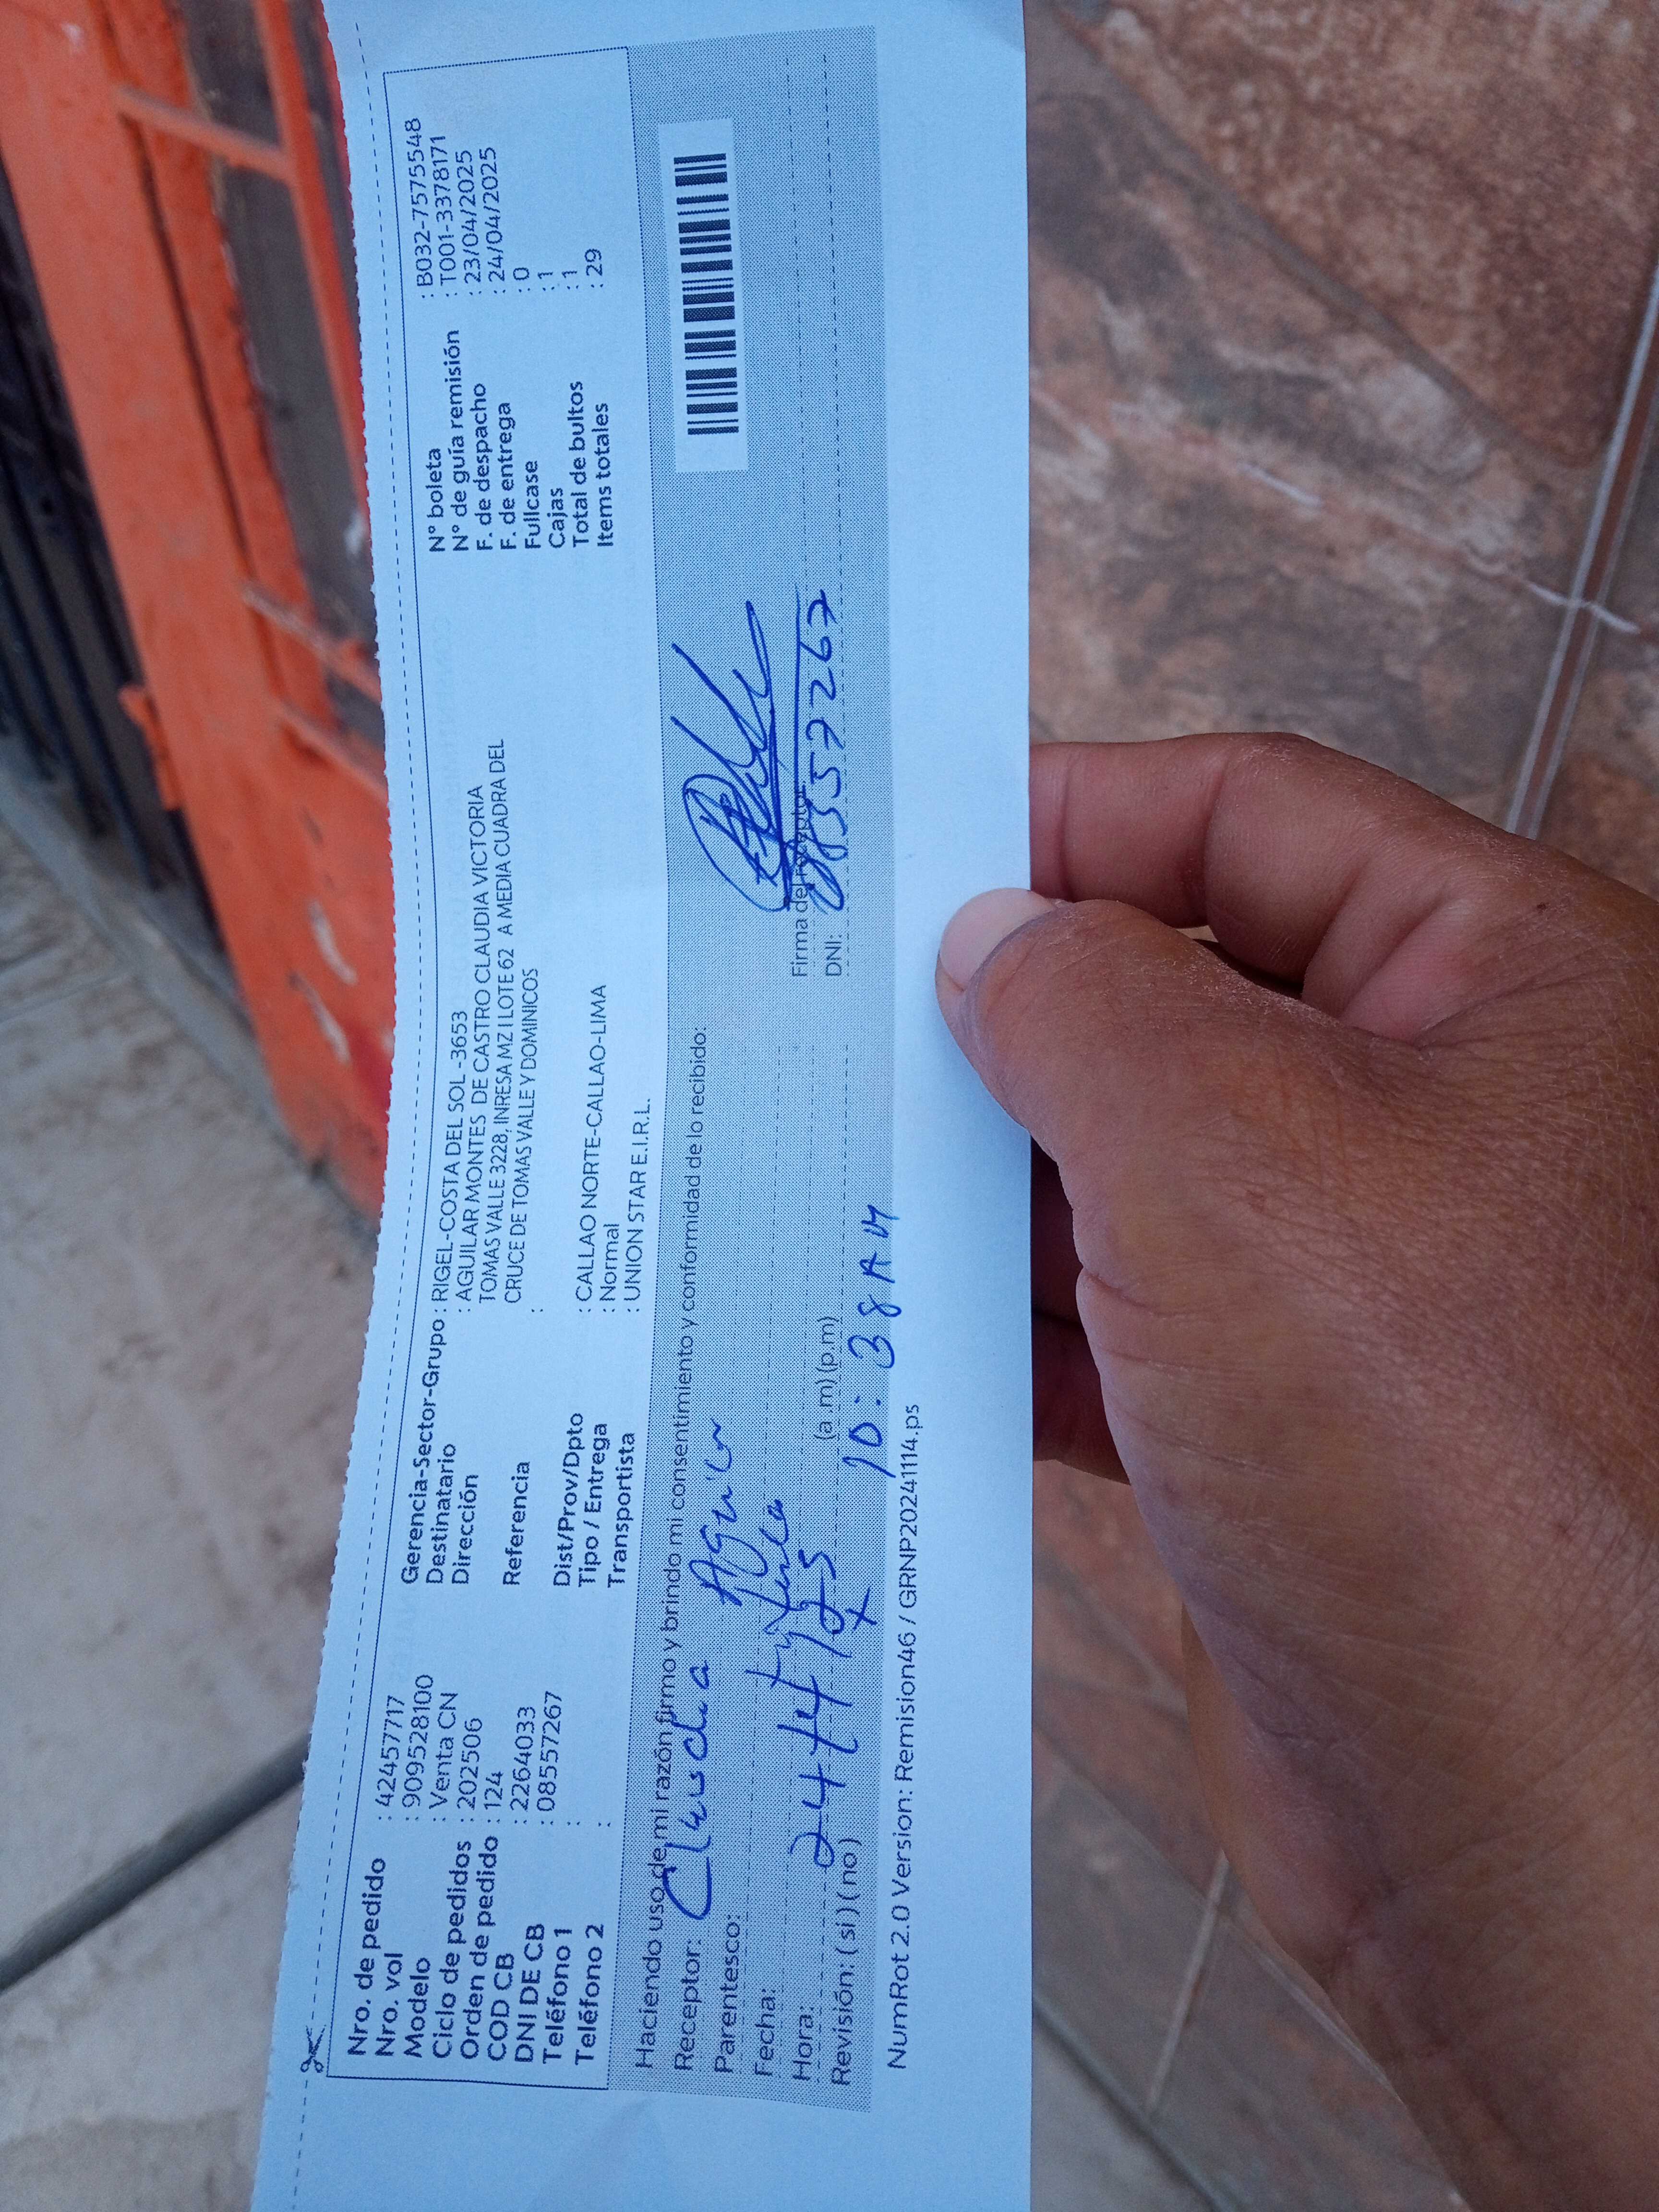 Nro. de pedido : 42457717
Nro. vol : 909528100
Modelo : Venta CN
Ciclo de pedidos : 202506
Orden de pedido : 124
COD CB : 2264033
DNI DE CB : 08557267
Teléfono 1 :
Teléfono 2 :
Gerencia-Sector-Grupo : RIGEL-COSTA DEL SOL -3653
Destinatario : AGUILAR MONTES DE CASTRO CLAUDIA VICTORIA
Dirección TOMAS VALLE 3228, INRESA MZ I LOTE 62 A MEDIA CUADRA DEL
CRUCE DE TOMAS VALLE Y DOMINICOS
Referencia :
Dist/Prov/Dpto : CALLAO NORTE-CALLAO-LIMA
Tipo / Entrega : Normal
Transportista : UNION STAR E.I.R.L.
N° boleta : B032-7575548
N° de guía remisión : T001-3378171
F. de despacho : 23/04/2025
F. de entrega : 24/04/2025
Fullcase : 0
Cajas : 1
Total de bultos : 1
Items totales : 29
Haciendo uso de mi razón firmo y brindo mi consentimiento y conformidad de lo recibido:
Receptor: Claudia
Parentesco:
Fecha: 24/4/25
Hora: (a.m) (p.m)
Revisión: ( si ) ( no ) x 10:38 AM
Firma del Receptor
DNI: 08557267
NumRot 2.0 Version: Remision46 / GRNP20241114.ps